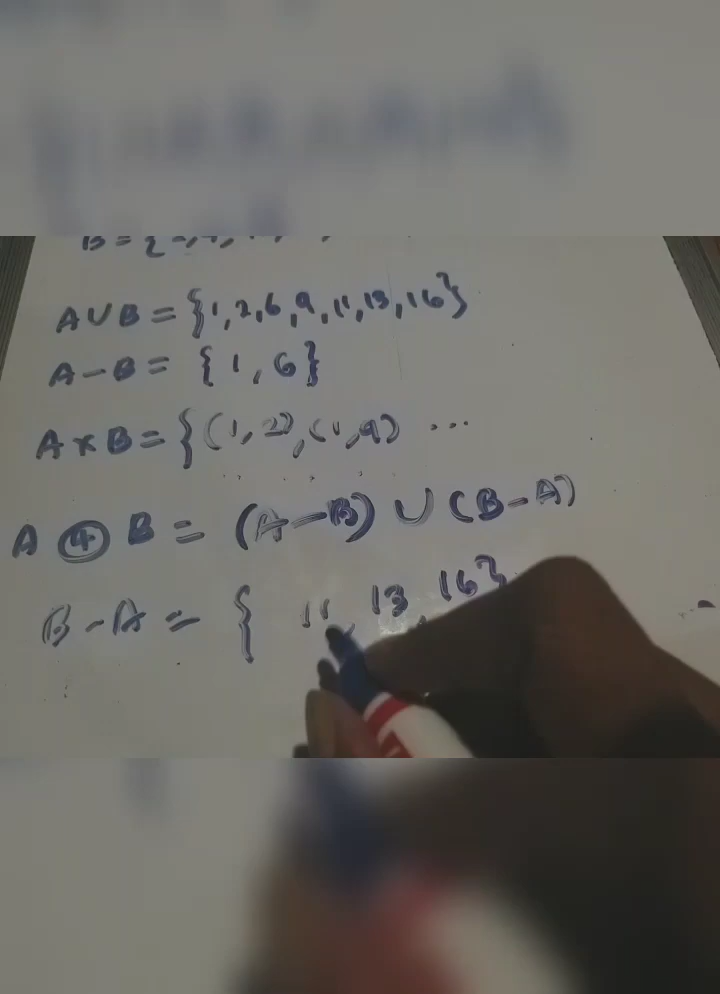 A∪B = {1,2,6,9,11,13,16}
A-B = {1,6}
A×B = {(1,2),(1,9) ...
A ⊕ B = (A-B) ∪ (B-A)
B-A = { 11, 13, 16}